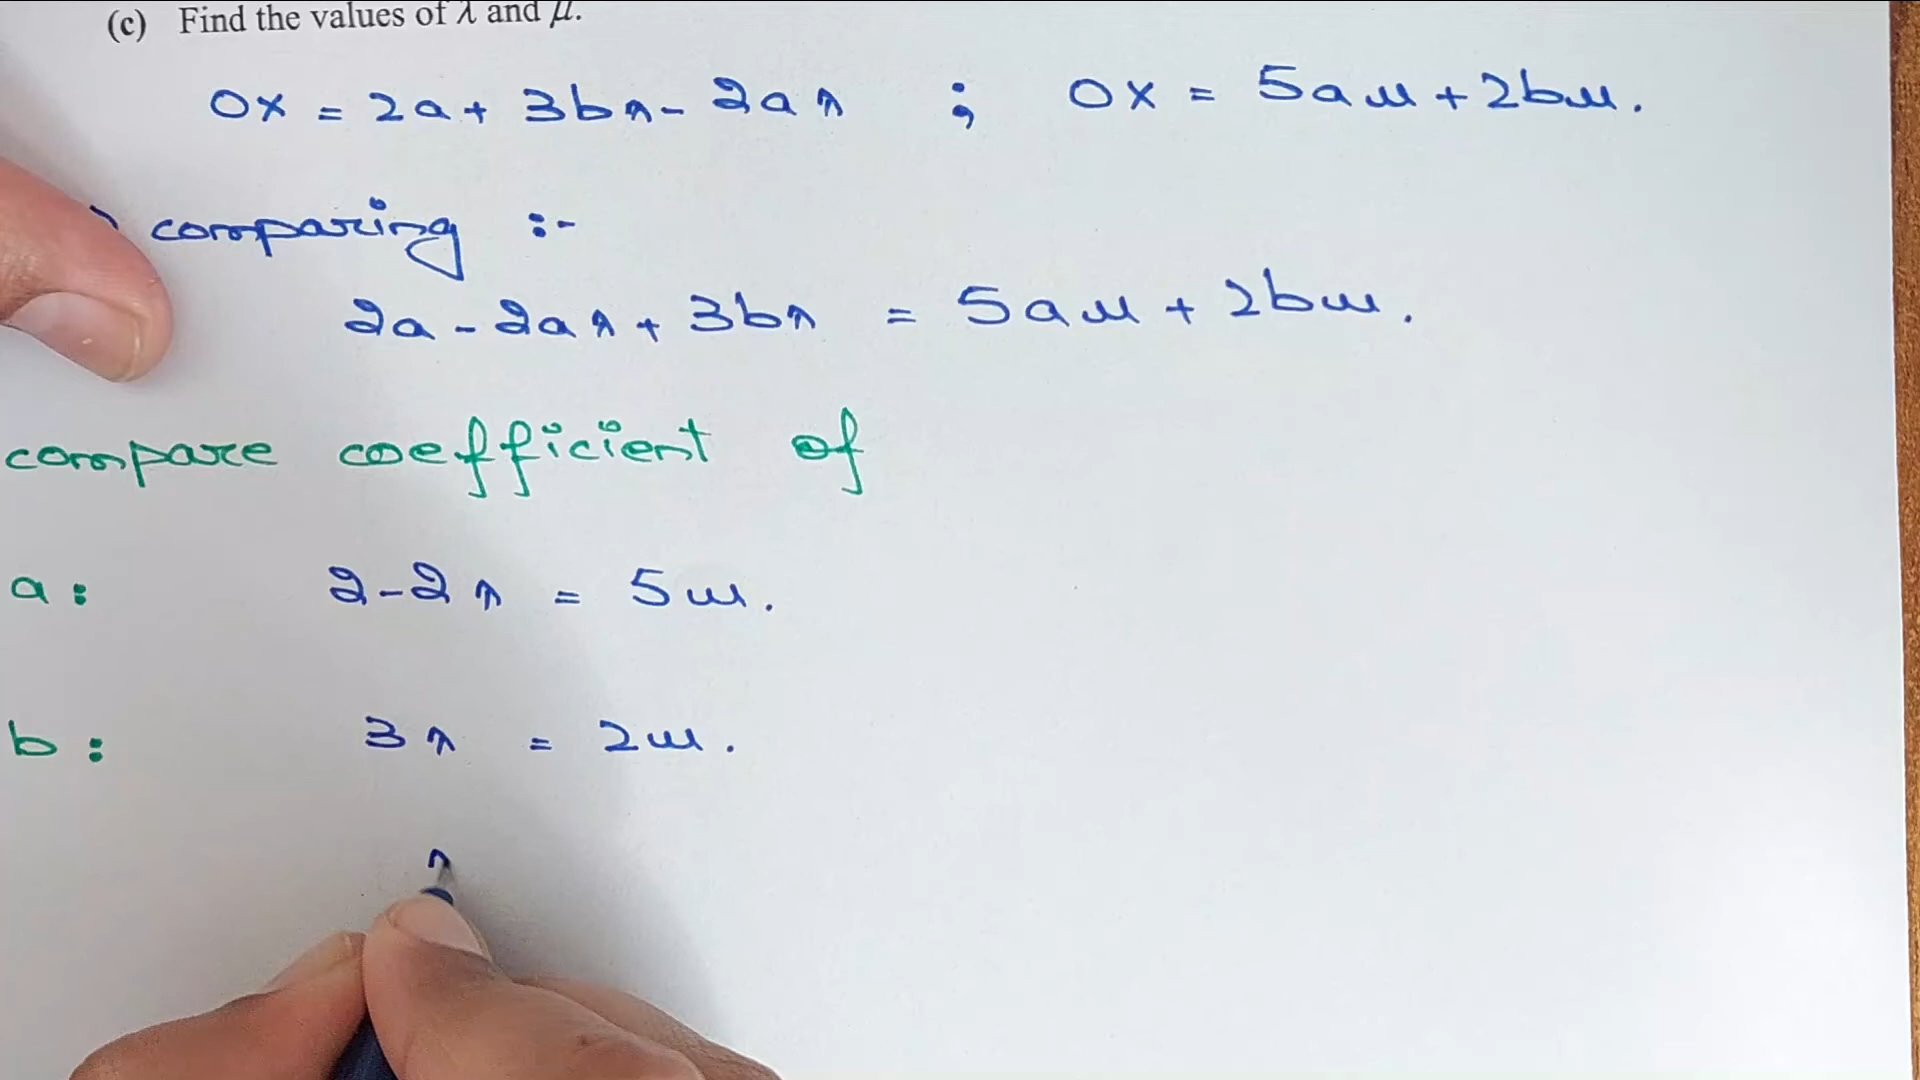 (c) Find the values of λ and μ.
OX = 2a + 3bλ - 2aλ ; OX = 5aμ + 2bμ.
comparing :-
2a - 2aλ + 3bλ = 5aμ + 2bμ.
compare coefficient of
a: 2-2λ = 5μ.
b: 3λ = 2μ.
λ